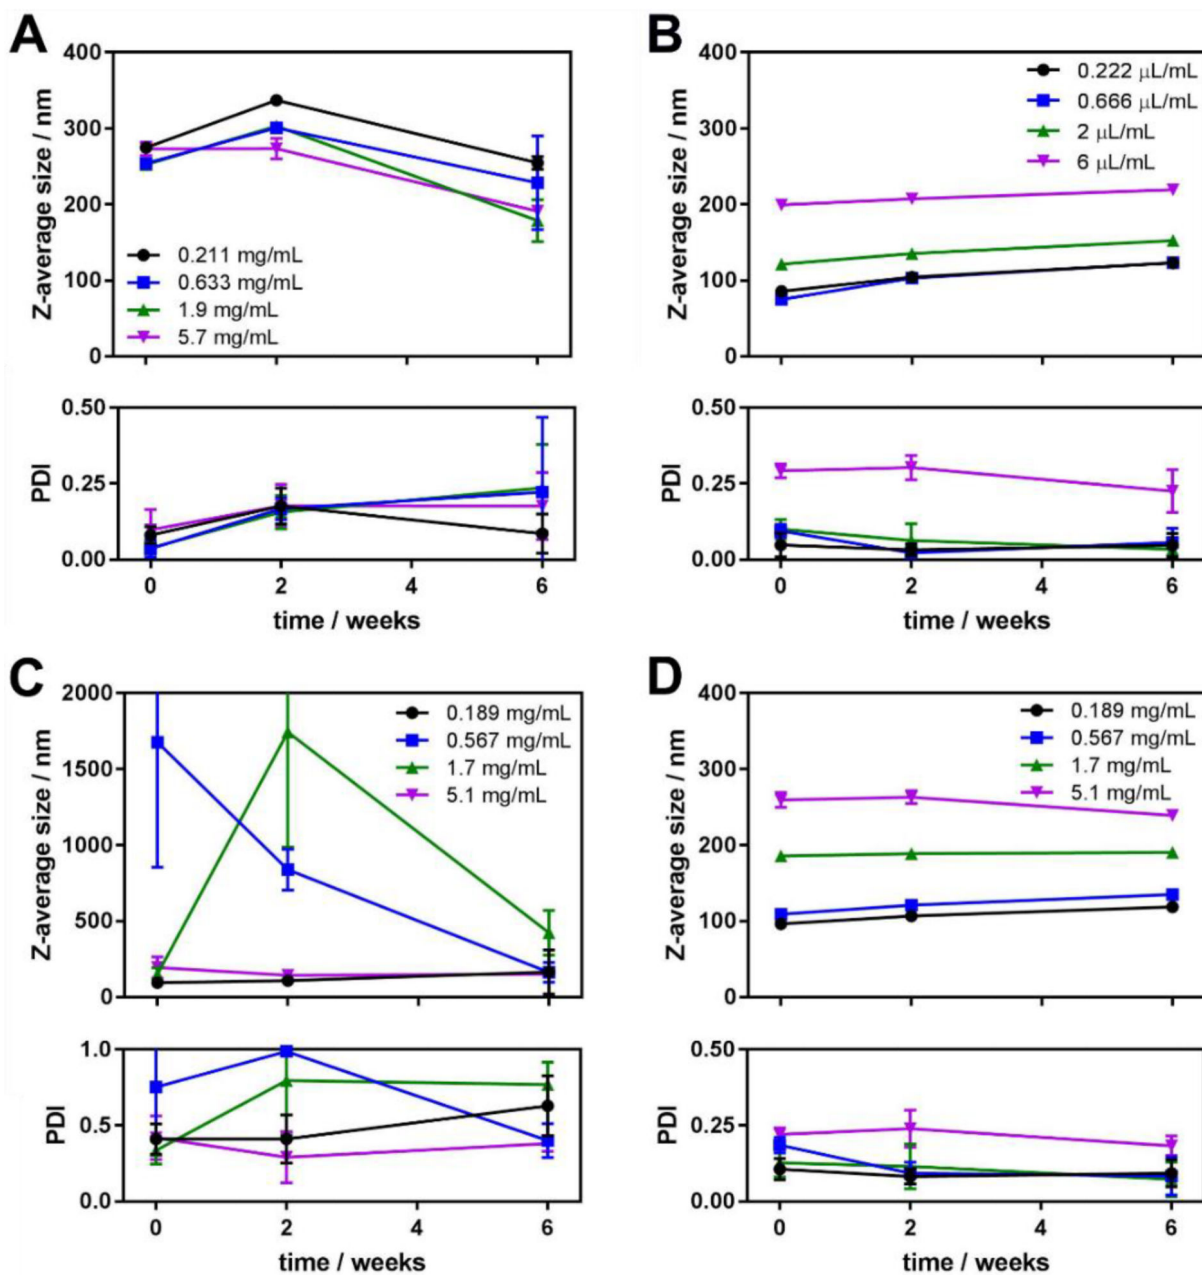 A
Z-average size / nm
400
300
200
100
0
0.211 mg/mL
0.633 mg/mL
1.9 mg/mL
5.7 mg/mL
PDI
0.50
0.25
0.00
0 2 4 6
time / weeks
B
Z-average size / nm
400
300
200
100
0
0.222 μL/mL
0.666 μL/mL
2 μL/mL
6 μL/mL
PDI
0.50
0.25
0.00
0 2 4 6
time / weeks
C
Z-average size / nm
2000
1500
1000
500
0
0.189 mg/mL
0.567 mg/mL
1.7 mg/mL
5.1 mg/mL
PDI
1.0
0.5
0.0
0 2 4 6
time / weeks
D
Z-average size / nm
400
300
200
100
0
0.189 mg/mL
0.567 mg/mL
1.7 mg/mL
5.1 mg/mL
PDI
0.50
0.25
0.00
0 2 4 6
time / weeks